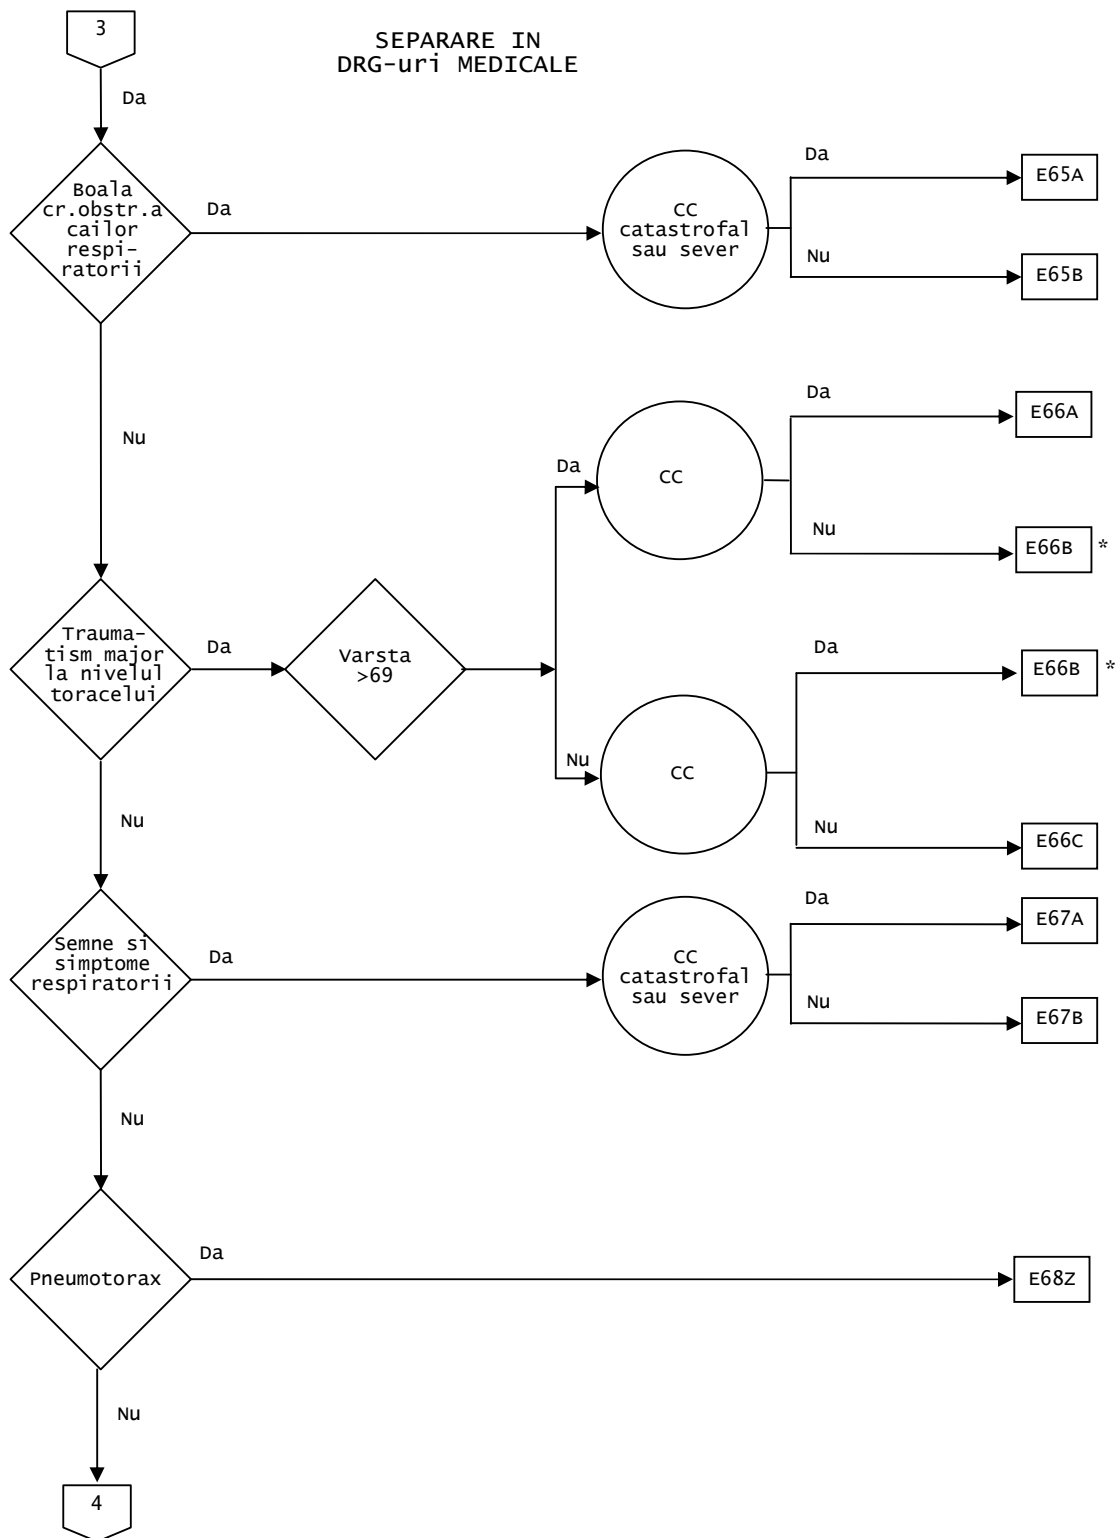 3
SEPARARE IN
DRG-uri MEDICALE
Da
Boala
cr.obstr.a
cailor
respi-
ratorii
Da
CC
catastrofal
sau sever
Da
E65A
Nu
E65B
Nu
Da
CC
Da
E66A
Nu
E66B *
Trauma-
tism major
la nivelul
toracelui
Da
Varsta
>69
Nu
CC
Da
E66B *
Nu
E66C
Nu
Semne si
simptome
respiratorii
Da
CC
catastrofal
sau sever
Da
E67A
Nu
E67B
Nu
Pneumotorax
Da
E68Z
Nu
4